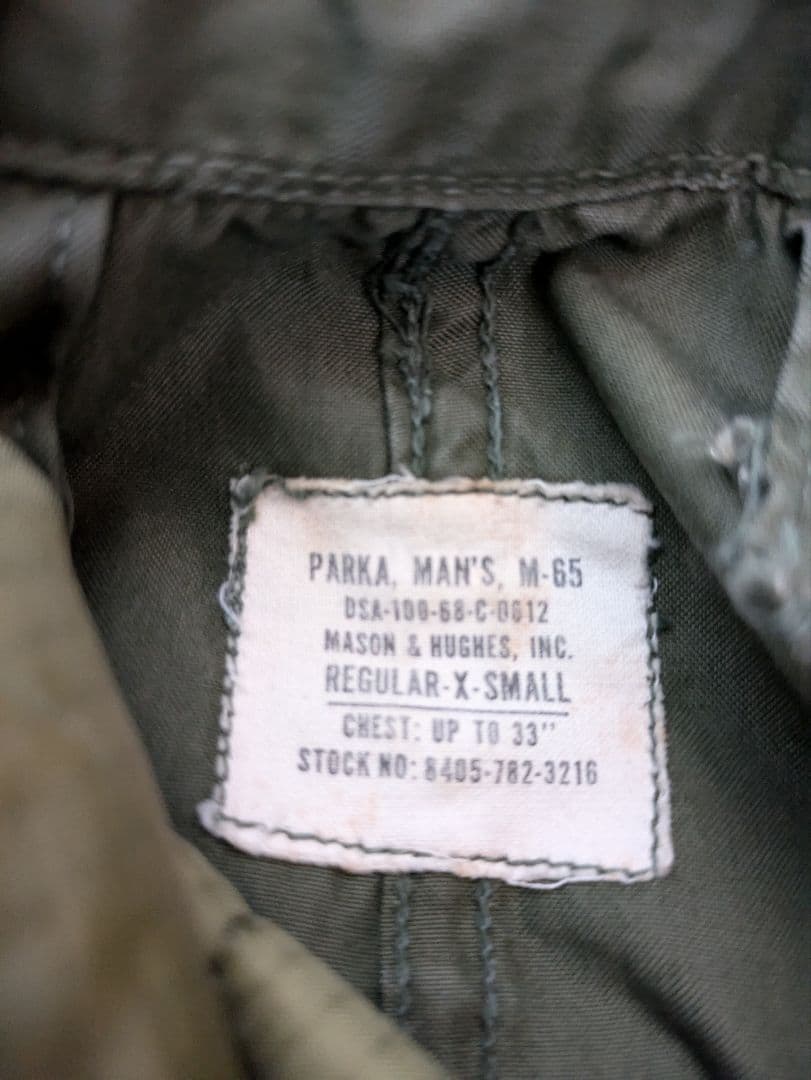 PARKA, MAN'S, M-65
DSA-100-68-C-0612
MASON & HUGHES, INC.
REGULAR-X-SMALL
CHEST: UP TO 33"
STOCK NO: 8405-782-3216